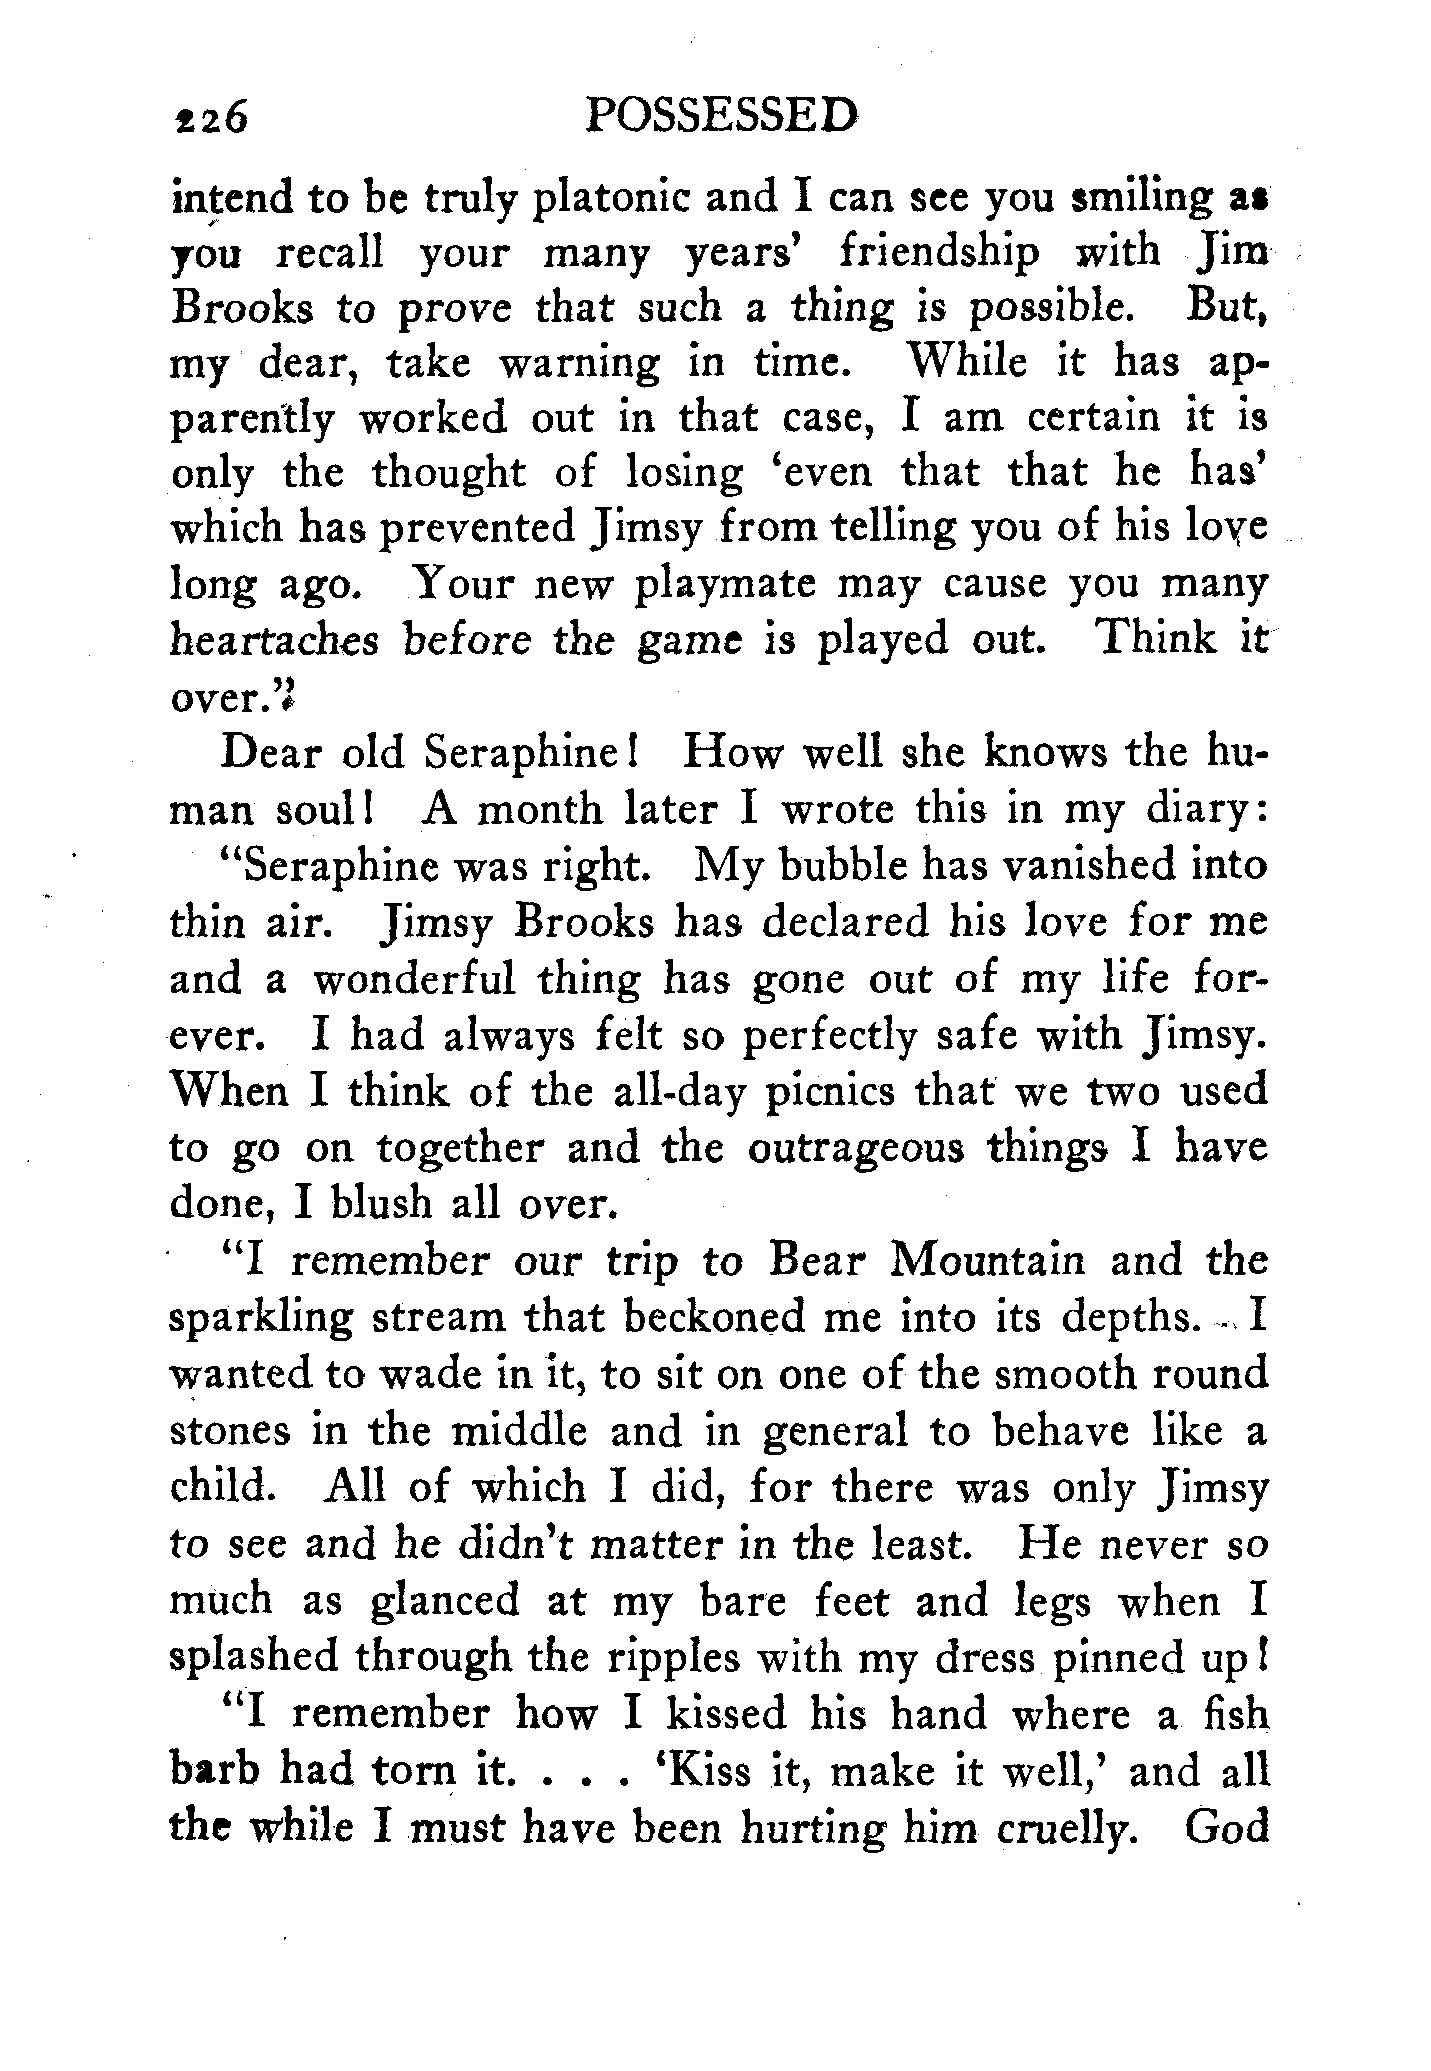 226 POSSESSED
intend to be truly platonic and I can see you smiling as
you recall your many years' friendship with Jim
Brooks to prove that such a thing is possible. But,
my dear, take warning in time. While it has ap-
parently worked out in that case, I am certain it is
only the thought of losing 'even that that he has'
which has prevented Jimsy from telling you of his love
long ago. Your new playmate may cause you many
heartaches before the game is played out. Think it
over."
Dear old Seraphine! How well she knows the hu-
man soul! A month later I wrote this in my diary:
"Seraphine was right. My bubble has vanished into
thin air. Jimsy Brooks has declared his love for me
and a wonderful thing has gone out of my life for-
ever. I had always felt so perfectly safe with Jimsy.
When I think of the all-day picnics that we two used
to go on together and the outrageous things I have
done, I blush all over.
"I remember our trip to Bear Mountain and the
sparkling stream that beckoned me into its depths. I
wanted to wade in it, to sit on one of the smooth round
stones in the middle and in general to behave like a
child. All of which I did, for there was only Jimsy
to see and he didn't matter in the least. He never so
much as glanced at my bare feet and legs when I
splashed through the ripples with my dress pinned up!
"I remember how I kissed his hand where a fish
barb had torn it. . . . 'Kiss it, make it well,' and all
the while I must have been hurting him cruelly. God